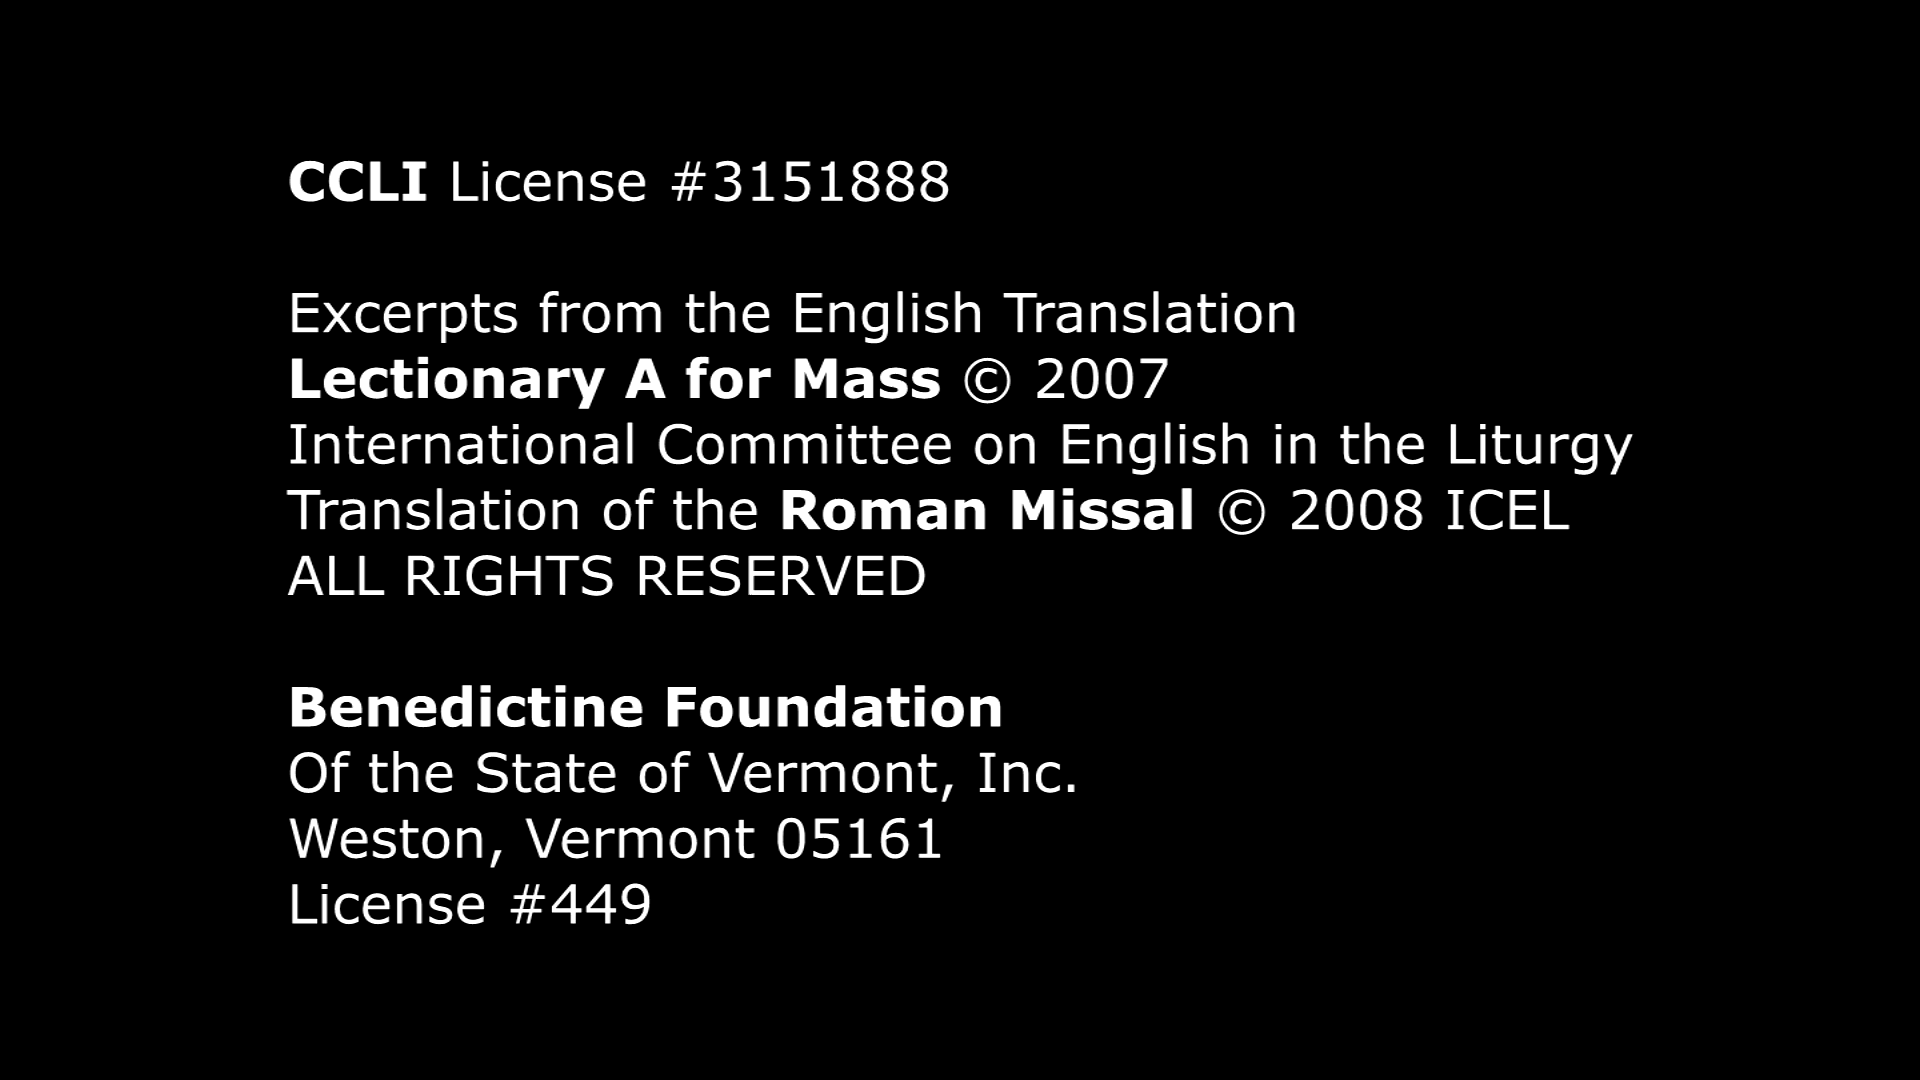 CCLI License #3151888
Excerpts from the English Translation
Lectionary A for Mass © 2007
International Committee on English in the Liturgy
Translation of the Roman Missal © 2008 ICEL
ALL RIGHTS RESERVED
Benedictine Foundation
Of the State of Vermont, Inc.
Weston, Vermont 05161
License #449